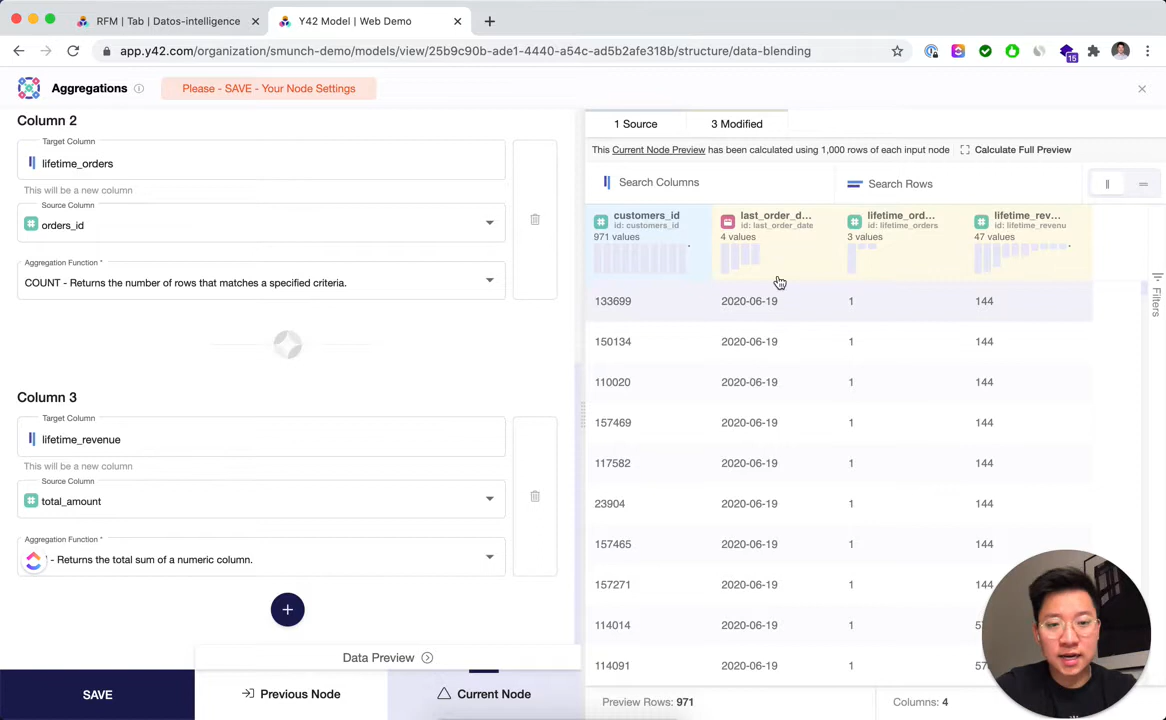 RFM | Tab | Datos-intelligence
Y42 Model | Web Demo
app.y42.com/organization/smunch-demo/models/view/25b9c90b-ade1-4440-a54c-ad5b2afe318b/structure/data-blending
15
Aggregations
Please - SAVE - Your Node Settings
Column 2
Target Column
lifetime_orders
This will be a new column
Source Column
orders_id
Aggregation Function *
COUNT - Returns the number of rows that matches a specified criteria.
Column 3
Target Column
lifetime_revenue
This will be a new column
Source Column
total_amount
Aggregation Function *
- Returns the total sum of a numeric column.
Data Preview
SAVE
Previous Node
Current Node
1 Source
3 Modified
This Current Node Preview has been calculated using 1,000 rows of each input node
Calculate Full Preview
Search Columns
Search Rows
customers_id last_order_d... lifetime_ord... lifetime_rev...
id: customers_id id: last_order_date id: lifetime_orders id: lifetime_revenu
971 values 4 values 3 values 47 values
133699 2020-06-19 1 144
150134 2020-06-19 1 144
110020 2020-06-19 1 144
157469 2020-06-19 1 144
117582 2020-06-19 1 144
23904 2020-06-19 1 144
157465 2020-06-19 1 144
157271 2020-06-19 1 144
114014 2020-06-19 1
114091 2020-06-19 1
Filters
Preview Rows: 971
Columns: 4